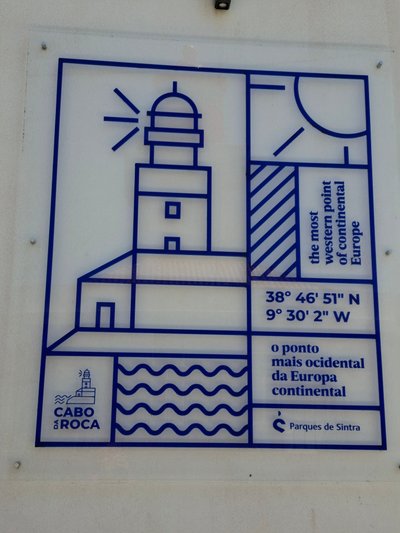 the most
western point
of continental
Europe
38° 46' 51" N
9° 30' 2" W
o ponto
mais ocidental
da Europa
continental
CABO
DA ROCA
Parques de Sintra